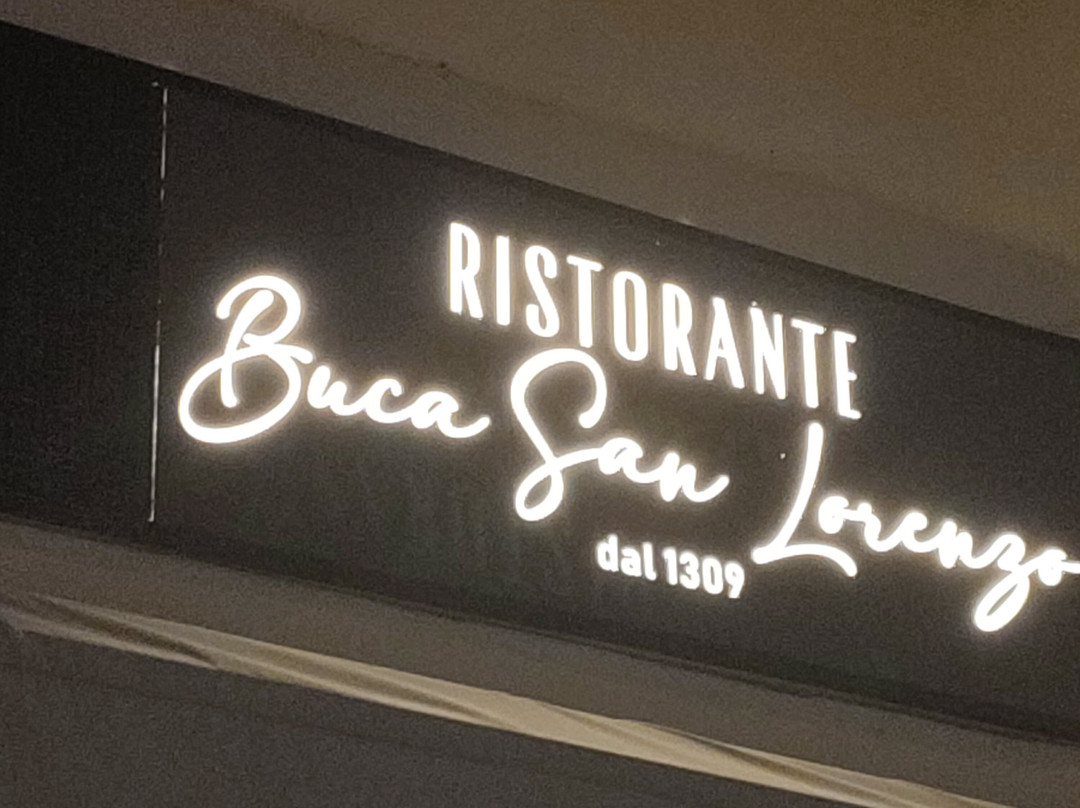 RISTORANTE
Buca San Lorenzo
dal 1309